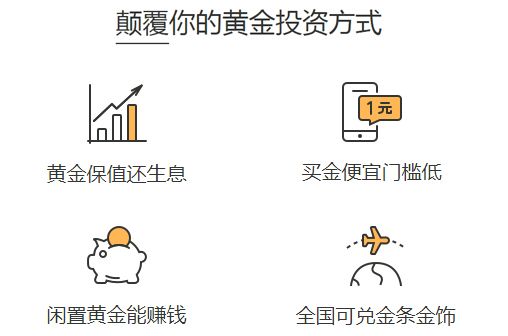 颠覆你的黄金投资方式
黄金保值还生息
1元
买金便宜门槛低
闲置黄金能赚钱
全国可兑金条金饰